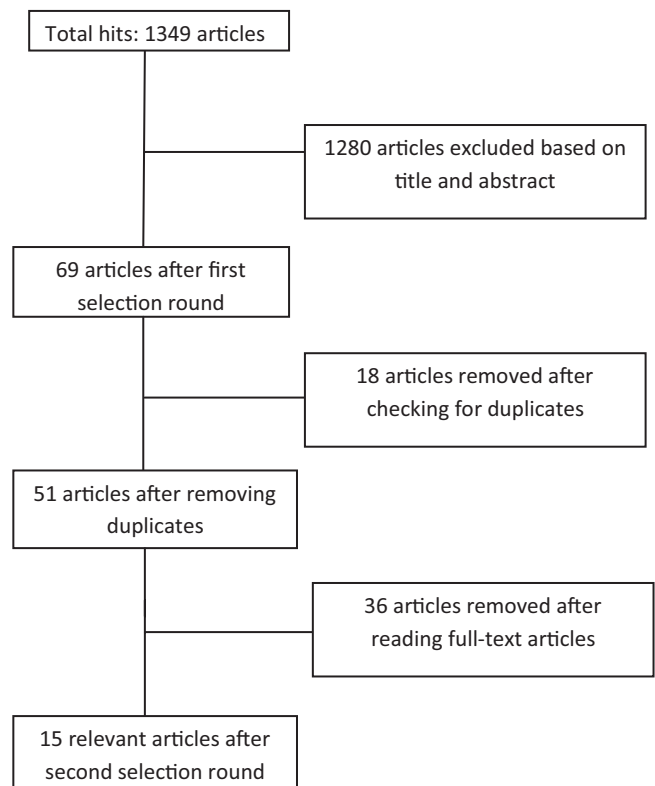 Total hits: 1349 articles
1280 articles excluded based on
title and abstract
69 articles after first
selection round
18 articles removed after
checking for duplicates
51 articles after removing
duplicates
36 articles removed after
reading full-text articles
15 relevant articles after
second selection round